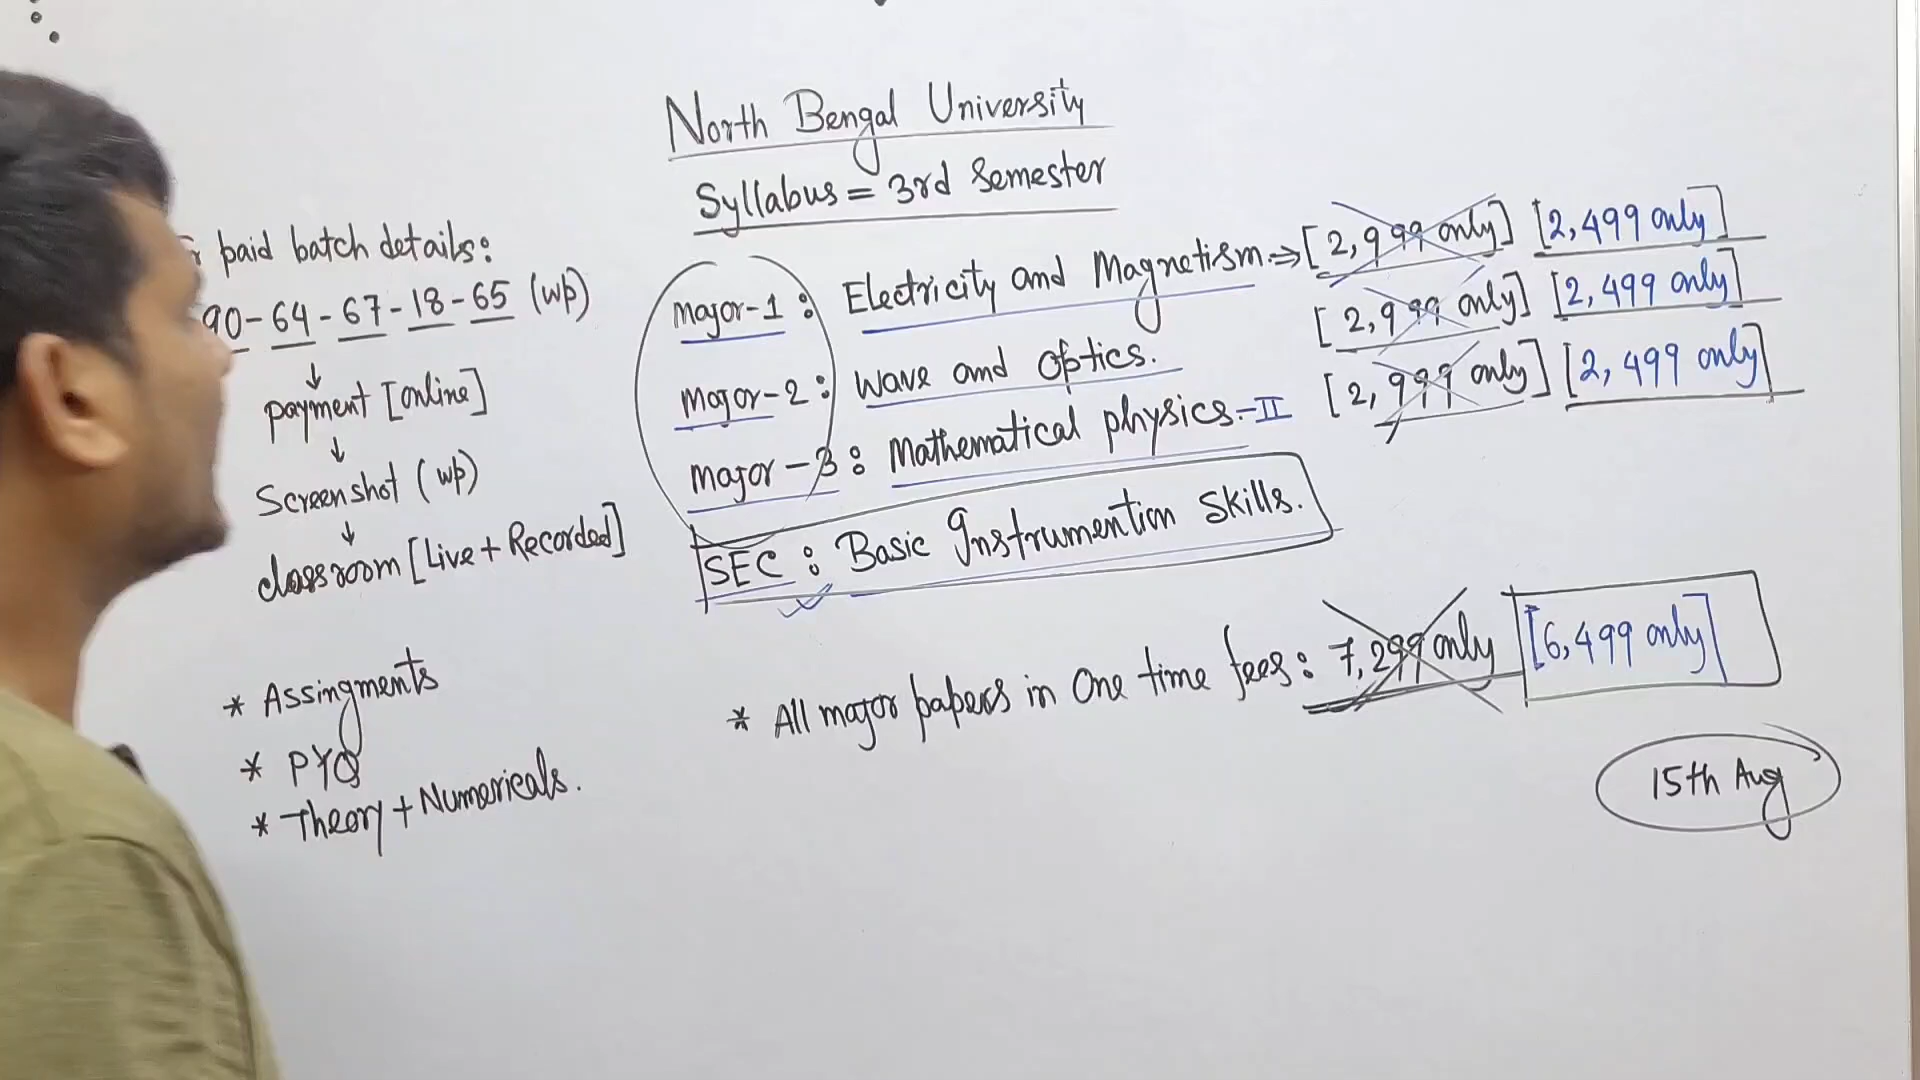 North Bengal University
Syllabus = 3rd Semester
Major-1 : Electricity and Magnetism → [2,999 only] [2,499 only]
Major-2 : Wave and Optics. [2,999 only] [2,499 only]
Major-3 : Mathematical physics-II [2,999 only] [2,499 only]
SEC : Basic Instrumention Skills.
* All major papers in One time fees : 7,299 only [6,499 only]
15th Aug
paid batch details:
90-64-67-18-65 (wp)
↓
payment [online]
↓
Screenshot (wp)
↓
classroom [Live + Recorded]
* Assingments
* PYQ
* Theory + Numericals.